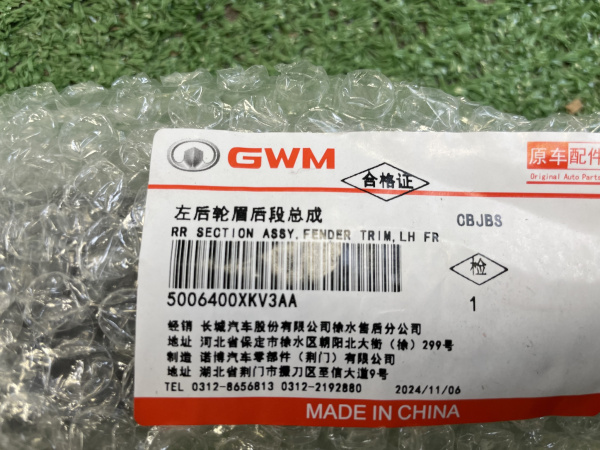 GWM
原车配件
Original Auto Parts
合格证
左后轮眉后段总成
CBJBS
RR SECTION ASSY,FENDER TRIM,LH FR
检
5006400XKV3AA
1
经销 长城汽车股份有限公司徐水售后分公司
地址 河北省保定市徐水区朝阳北大街（徐）299号
制造 诺博汽车零部件（荆门）有限公司
地址 湖北省荆门市掇刀区至信大道9号
TEL 0312-8656813 0312-2192880
2024/11/06
MADE IN CHINA